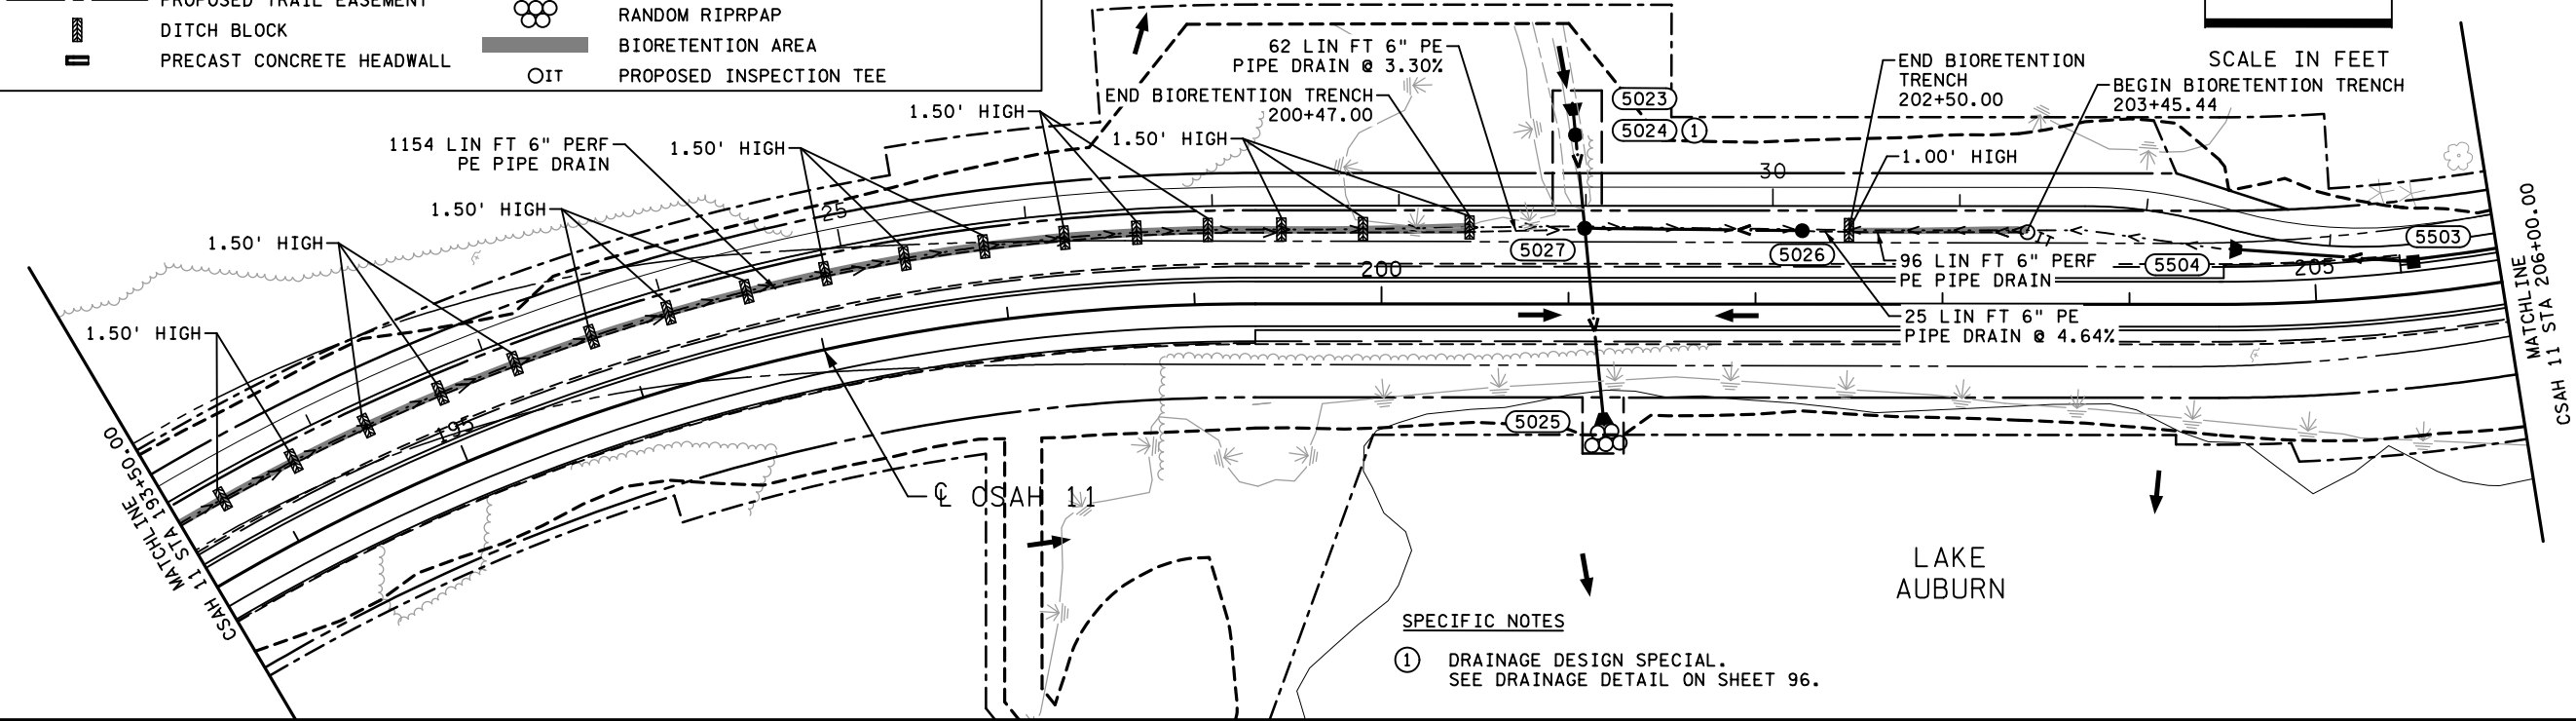 PROPOSED TRAIL EASEMENT
DITCH BLOCK
PRECAST CONCRETE HEADWALL
RANDOM RIPRPAP
BIORETENTION AREA
IT PROPOSED INSPECTION TEE
SCALE IN FEET
62 LIN FT 6" PE
PIPE DRAIN @ 3.30%
END BIORETENTION TRENCH
200+47.00
1.50' HIGH
1.50' HIGH
1154 LIN FT 6" PERF
PE PIPE DRAIN
1.50' HIGH
1.50' HIGH
1.50' HIGH
1.50' HIGH
5023
5024 1
END BIORETENTION
TRENCH
202+50.00
BEGIN BIORETENTION TRENCH
203+45.44
1.00' HIGH
30
25
IT
5027
5026
5503
5504
96 LIN FT 6" PERF
PE PIPE DRAIN
25 LIN FT 6" PE
PIPE DRAIN @ 4.64%
200
205
195
5025
MATCHLINE
CSAH 11 STA 206+00.00
MATCHLINE
CSAH 11 STA 193+50.00
℄ CSAH 11
LAKE
AUBURN
SPECIFIC NOTES
1 DRAINAGE DESIGN SPECIAL.
SEE DRAINAGE DETAIL ON SHEET 96.